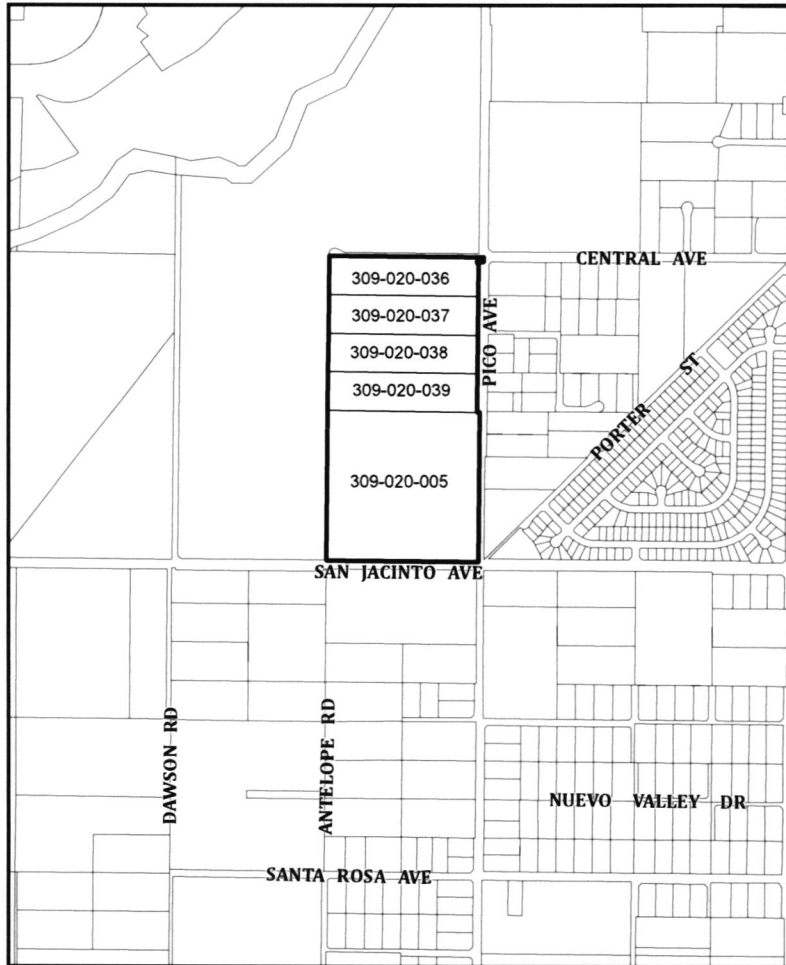 CENTRAL AVE
309-020-036
309-020-037
PICO AVE
309-020-038
309-020-039
PORTER ST
309-020-005
SAN JACINTO AVE
DAWSON RD
ANTELOPE RD
NUEVO VALLEY DR
SANTA ROSA AVE